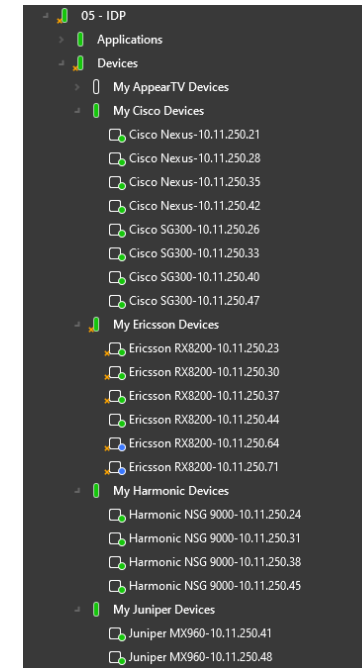 05 - IDP
Applications
Devices
My AppearTV Devices
My Cisco Devices
Cisco Nexus-10.11.250.21
Cisco Nexus-10.11.250.28
Cisco Nexus-10.11.250.35
Cisco Nexus-10.11.250.42
Cisco SG300-10.11.250.26
Cisco SG300-10.11.250.33
Cisco SG300-10.11.250.40
Cisco SG300-10.11.250.47
My Ericsson Devices
Ericsson RX8200-10.11.250.23
Ericsson RX8200-10.11.250.30
Ericsson RX8200-10.11.250.37
Ericsson RX8200-10.11.250.44
Ericsson RX8200-10.11.250.64
Ericsson RX8200-10.11.250.71
My Harmonic Devices
Harmonic NSG 9000-10.11.250.24
Harmonic NSG 9000-10.11.250.31
Harmonic NSG 9000-10.11.250.38
Harmonic NSG 9000-10.11.250.45
My Juniper Devices
Juniper MX960-10.11.250.41
Juniper MX960-10.11.250.48